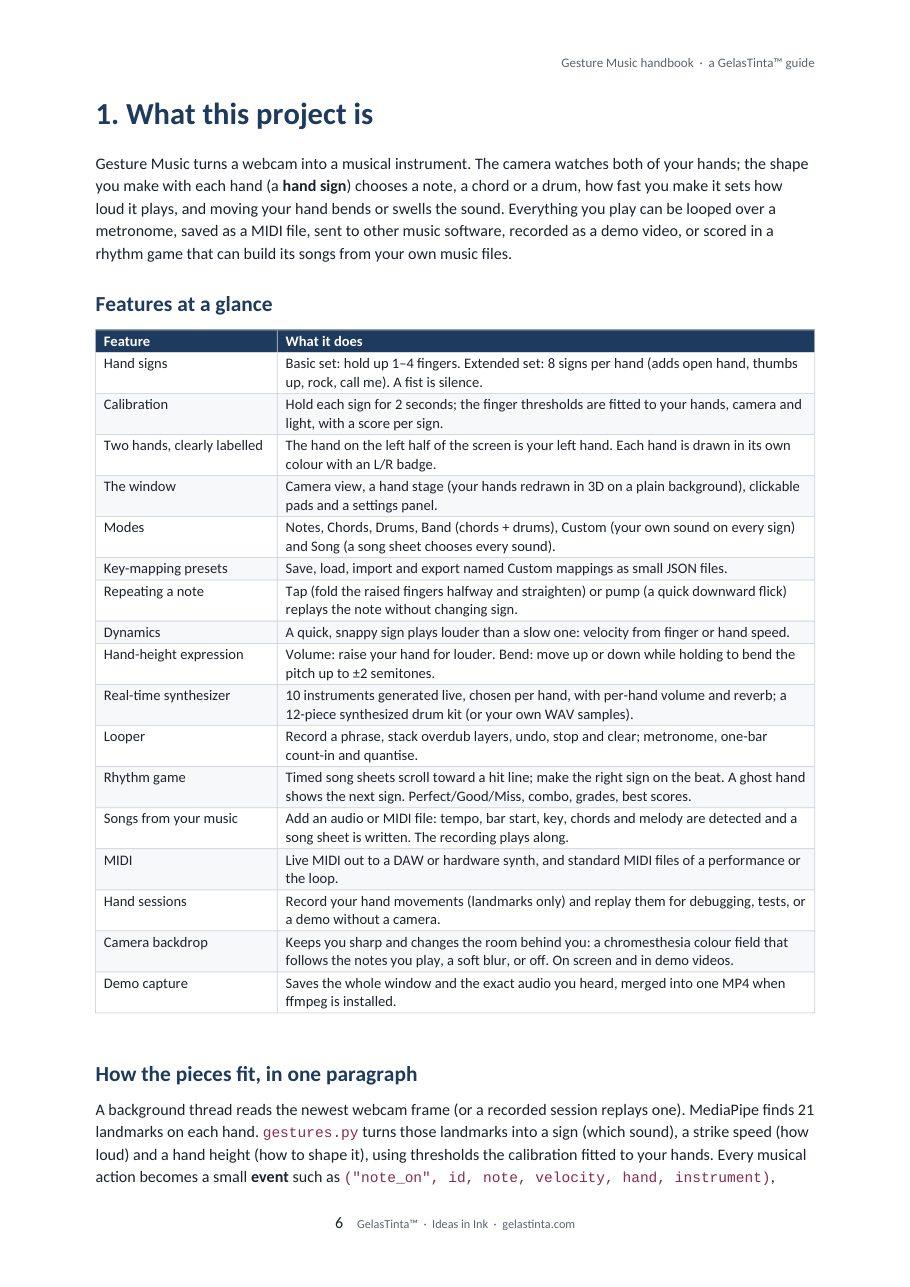 Gesture Music handbook · a GelasTinta™ guide
1. What this project is
Gesture Music turns a webcam into a musical instrument. The camera watches both of your hands; the shape
you make with each hand (a hand sign) chooses a note, a chord or a drum, how fast you make it sets how
loud it plays, and moving your hand bends or swells the sound. Everything you play can be looped over a
metronome, saved as a MIDI file, sent to other music software, recorded as a demo video, or scored in a
rhythm game that can build its songs from your own music files.
Features at a glance
Feature What it does
Hand signs Basic set: hold up 1–4 fingers. Extended set: 8 signs per hand (adds open hand, thumbs
up, rock, call me). A fist is silence.
Calibration Hold each sign for 2 seconds; the finger thresholds are fitted to your hands, camera and
light, with a score per sign.
Two hands, clearly labelled The hand on the left half of the screen is your left hand. Each hand is drawn in its own
colour with an L/R badge.
The window Camera view, a hand stage (your hands redrawn in 3D on a plain background), clickable
pads and a settings panel.
Modes Notes, Chords, Drums, Band (chords + drums), Custom (your own sound on every sign)
and Song (a song sheet chooses every sound).
Key-mapping presets Save, load, import and export named Custom mappings as small JSON files.
Repeating a note Tap (fold the raised fingers halfway and straighten) or pump (a quick downward flick)
replays the note without changing sign.
Dynamics A quick, snappy sign plays louder than a slow one: velocity from finger or hand speed.
Hand-height expression Volume: raise your hand for louder. Bend: move up or down while holding to bend the
pitch up to ±2 semitones.
Real-time synthesizer 10 instruments generated live, chosen per hand, with per-hand volume and reverb; a
12-piece synthesized drum kit (or your own WAV samples).
Looper Record a phrase, stack overdub layers, undo, stop and clear; metronome, one-bar
count-in and quantise.
Rhythm game Timed song sheets scroll toward a hit line; make the right sign on the beat. A ghost hand
shows the next sign. Perfect/Good/Miss, combo, grades, best scores.
Songs from your music Add an audio or MIDI file: tempo, bar start, key, chords and melody are detected and a
song sheet is written. The recording plays along.
MIDI Live MIDI out to a DAW or hardware synth, and standard MIDI files of a performance or
the loop.
Hand sessions Record your hand movements (landmarks only) and replay them for debugging, tests, or
a demo without a camera.
Camera backdrop Keeps you sharp and changes the room behind you: a chromesthesia colour field that
follows the notes you play, a soft blur, or off. On screen and in demo videos.
Demo capture Saves the whole window and the exact audio you heard, merged into one MP4 when
ffmpeg is installed.
How the pieces fit, in one paragraph
A background thread reads the newest webcam frame (or a recorded session replays one). MediaPipe finds 21
landmarks on each hand. gestures.py turns those landmarks into a sign (which sound), a strike speed (how
loud) and a hand height (how to shape it), using thresholds the calibration fitted to your hands. Every musical
action becomes a small event such as ("note_on", id, note, velocity, hand, instrument),
6 GelasTinta™ · Ideas in Ink · gelastinta.com